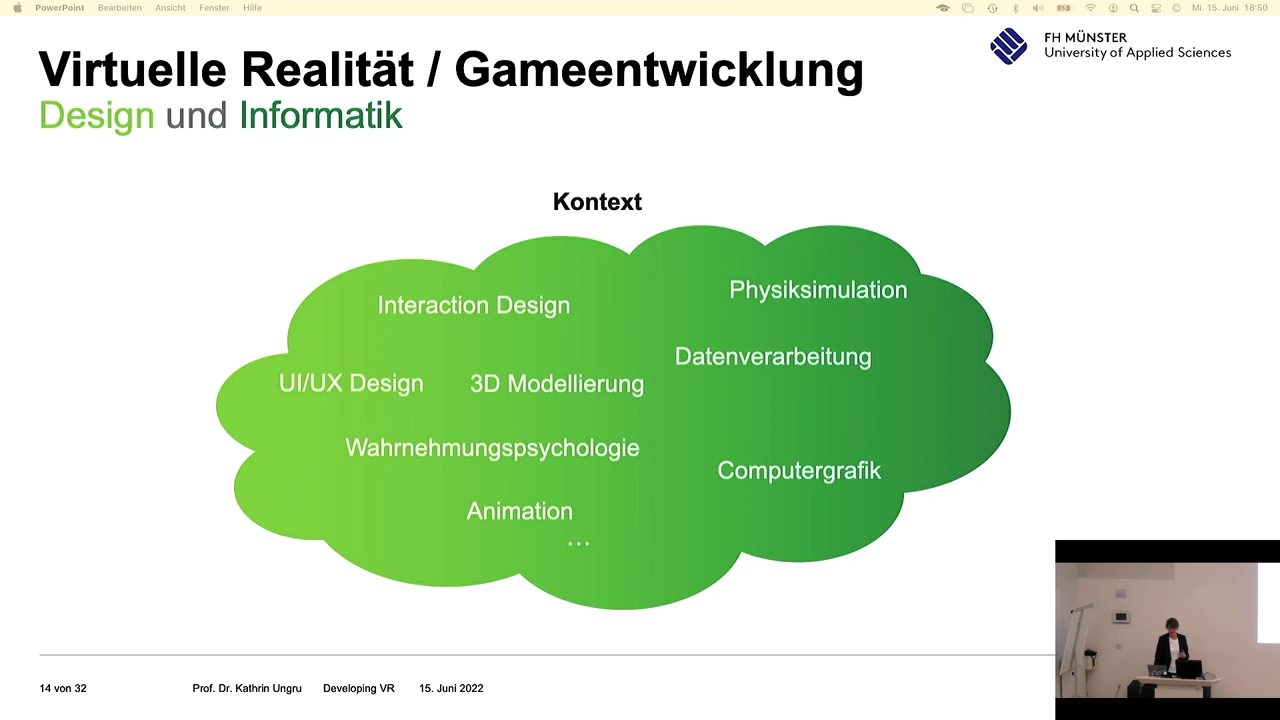 PowerPoint Bearbeiten Ansicht Fenster Hilfe Mi. 15. Juni 18:50
Virtuelle Realität / Gameentwicklung
Design und Informatik
FH MÜNSTER
University of Applied Sciences
Kontext
Interaction Design
Physiksimulation
Datenverarbeitung
UI/UX Design
3D Modellierung
Wahrnehmungspsychologie
Computergrafik
Animation
...
14 von 32 Prof. Dr. Kathrin Ungru Developing VR 15. Juni 2022